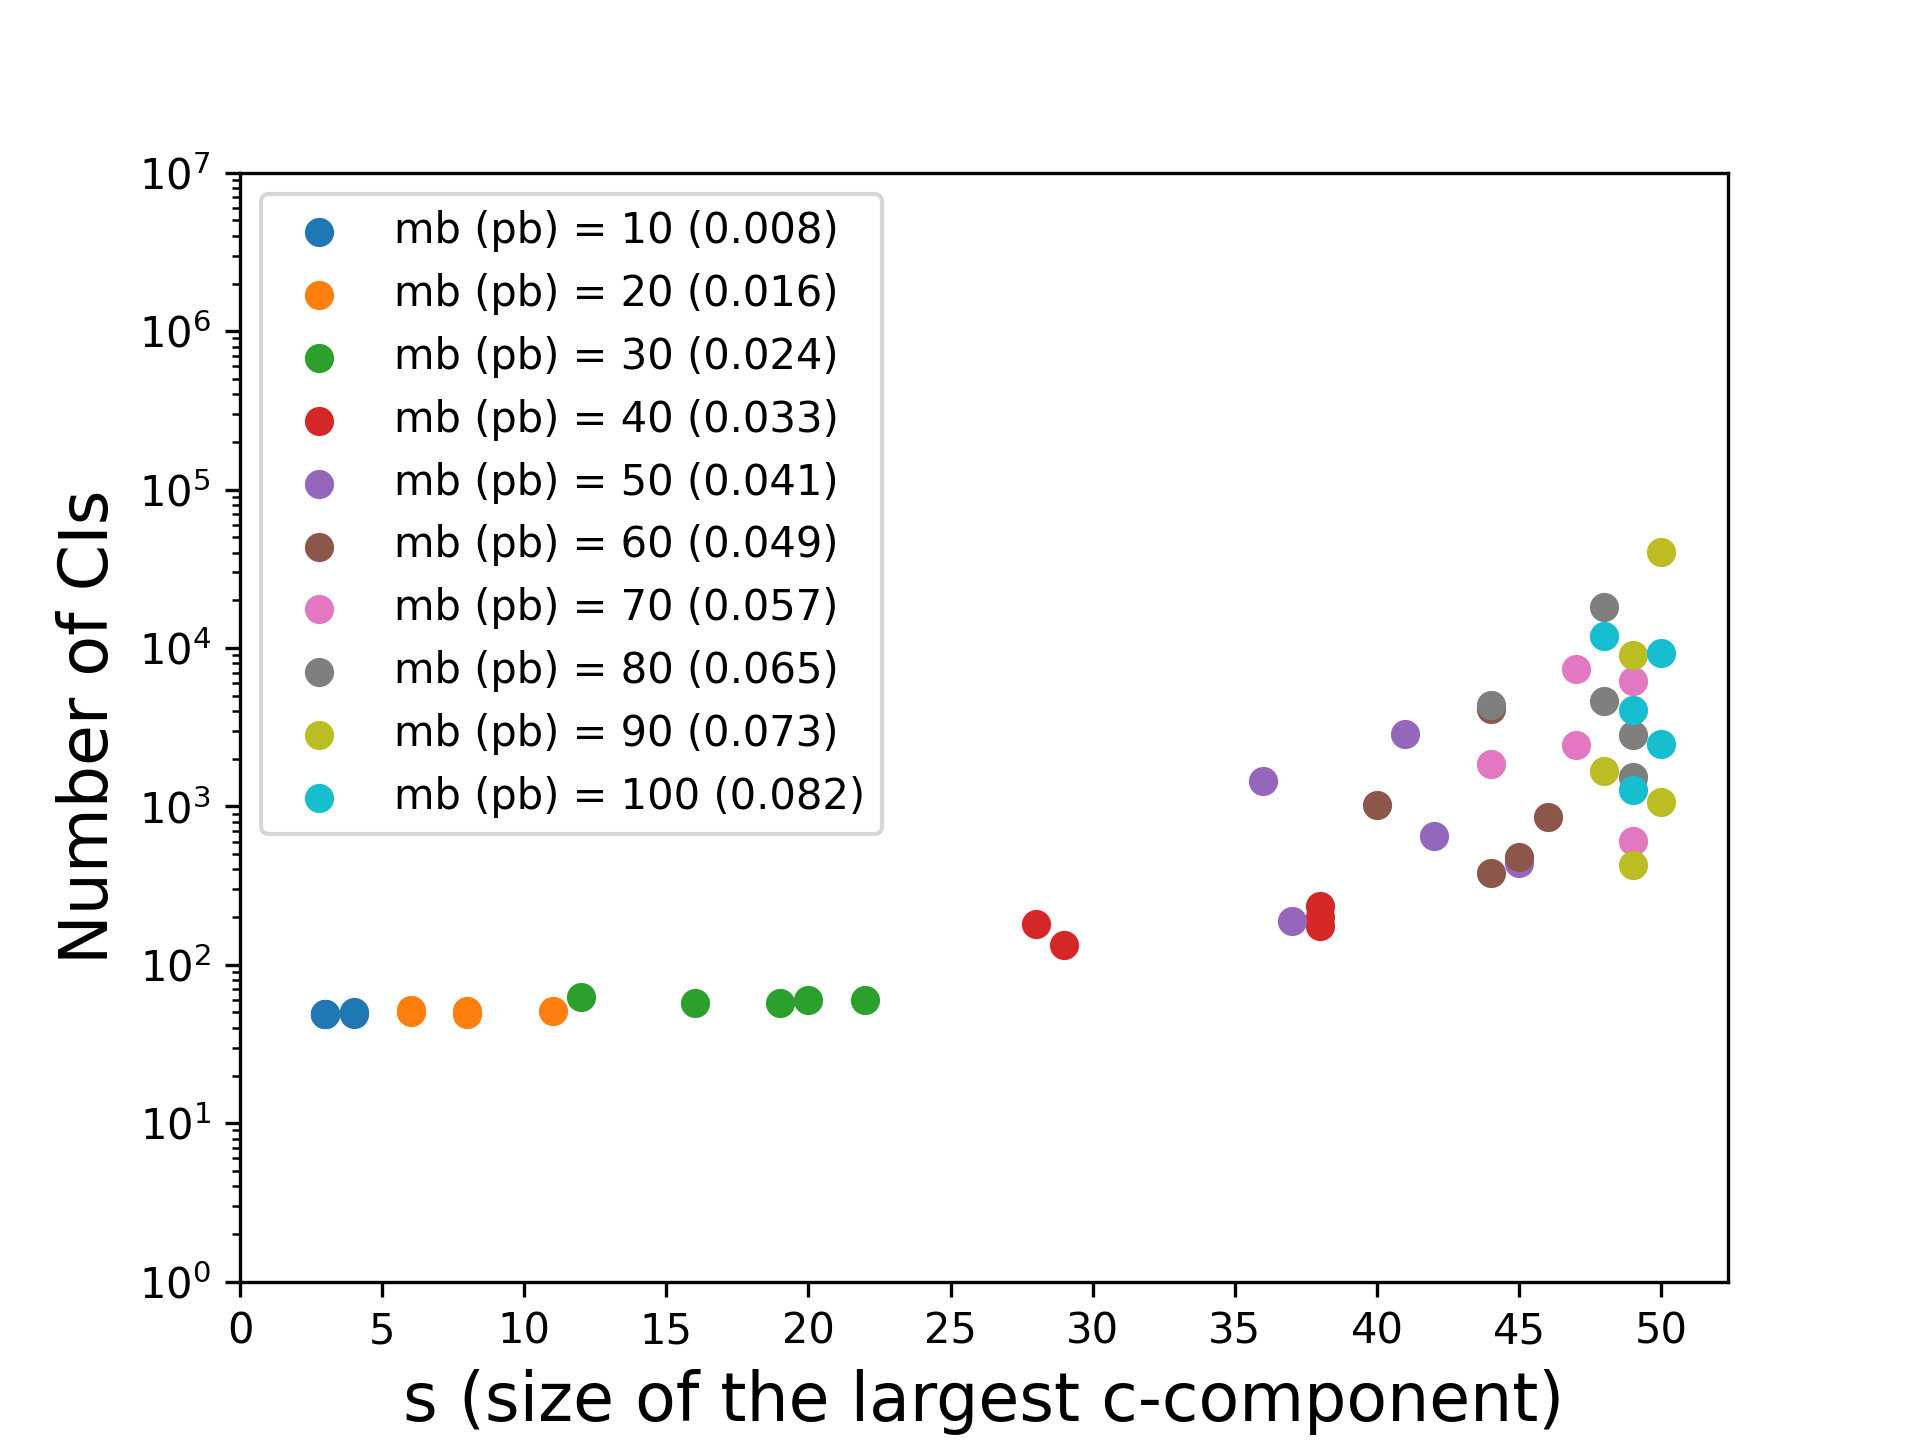 10^7
10^6
10^5
10^4
10^3
10^2
10^1
10^0
Number of CIs
mb (pb) = 10 (0.008)
mb (pb) = 20 (0.016)
mb (pb) = 30 (0.024)
mb (pb) = 40 (0.033)
mb (pb) = 50 (0.041)
mb (pb) = 60 (0.049)
mb (pb) = 70 (0.057)
mb (pb) = 80 (0.065)
mb (pb) = 90 (0.073)
mb (pb) = 100 (0.082)
0 5 10 15 20 25 30 35 40 45 50
s (size of the largest c-component)